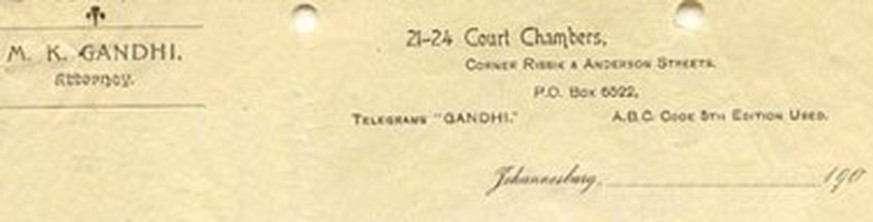 M. K. GANDHI.
Attorney.
21-24 Court Chambers,
CORNER RISSIK & ANDERSON STREETS.
P.O. Box 6522,
TELEGRAMS "GANDHI."
A.B.C. CODE 5TH EDITION USED.
Johannesburg, 190